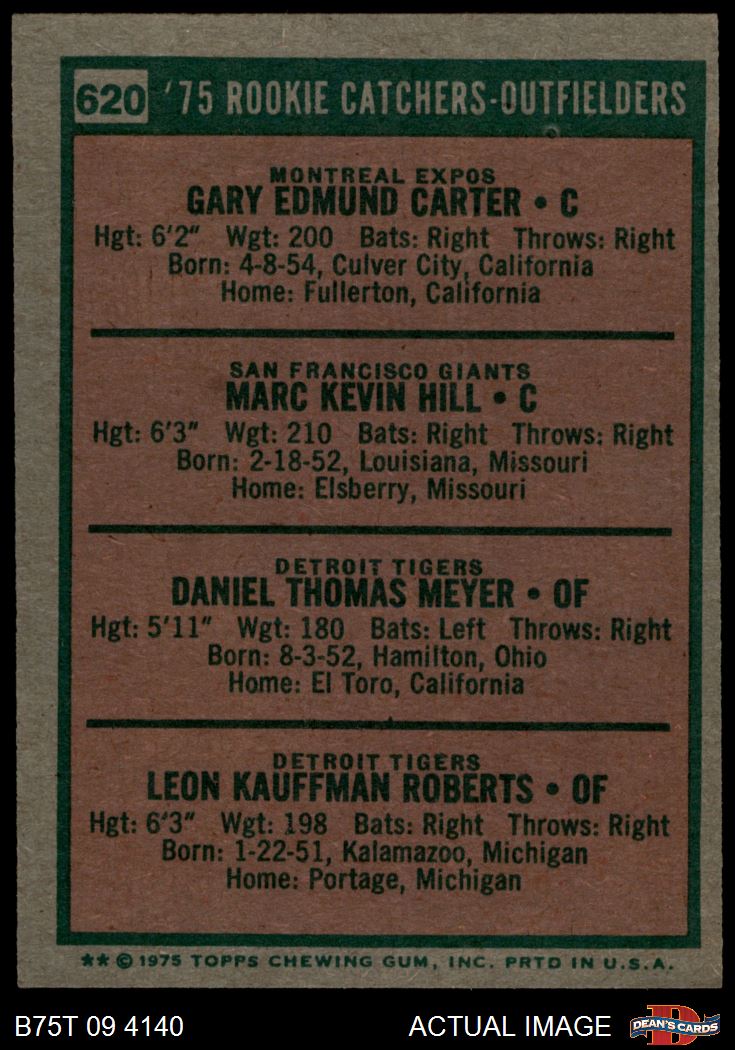 620 '75 ROOKIE CATCHERS-OUTFIELDERS
MONTREAL EXPOS
GARY EDMUND CARTER • C
Hgt: 6'2" Wgt: 200 Bats: Right Throws: Right
Born: 4-8-54, Culver City, California
Home: Fullerton, California
SAN FRANCISCO GIANTS
MARC KEVIN HILL • C
Hgt: 6'3" Wgt: 210 Bats: Right Throws: Right
Born: 2-18-52, Louisiana, Missouri
Home: Elsberry, Missouri
DETROIT TIGERS
DANIEL THOMAS MEYER • OF
Hgt: 5'11" Wgt: 180 Bats: Left Throws: Right
Born: 8-3-52, Hamilton, Ohio
Home: El Toro, California
DETROIT TIGERS
LEON KAUFFMAN ROBERTS • OF
Hgt: 6'3" Wgt: 198 Bats: Right Throws: Right
Born: 1-22-51, Kalamazoo, Michigan
Home: Portage, Michigan
** © 1975 TOPPS CHEWING GUM, INC. PRTD IN U.S.A.
B75T 09 4140 ACTUAL IMAGE D DEAN'S CARDS